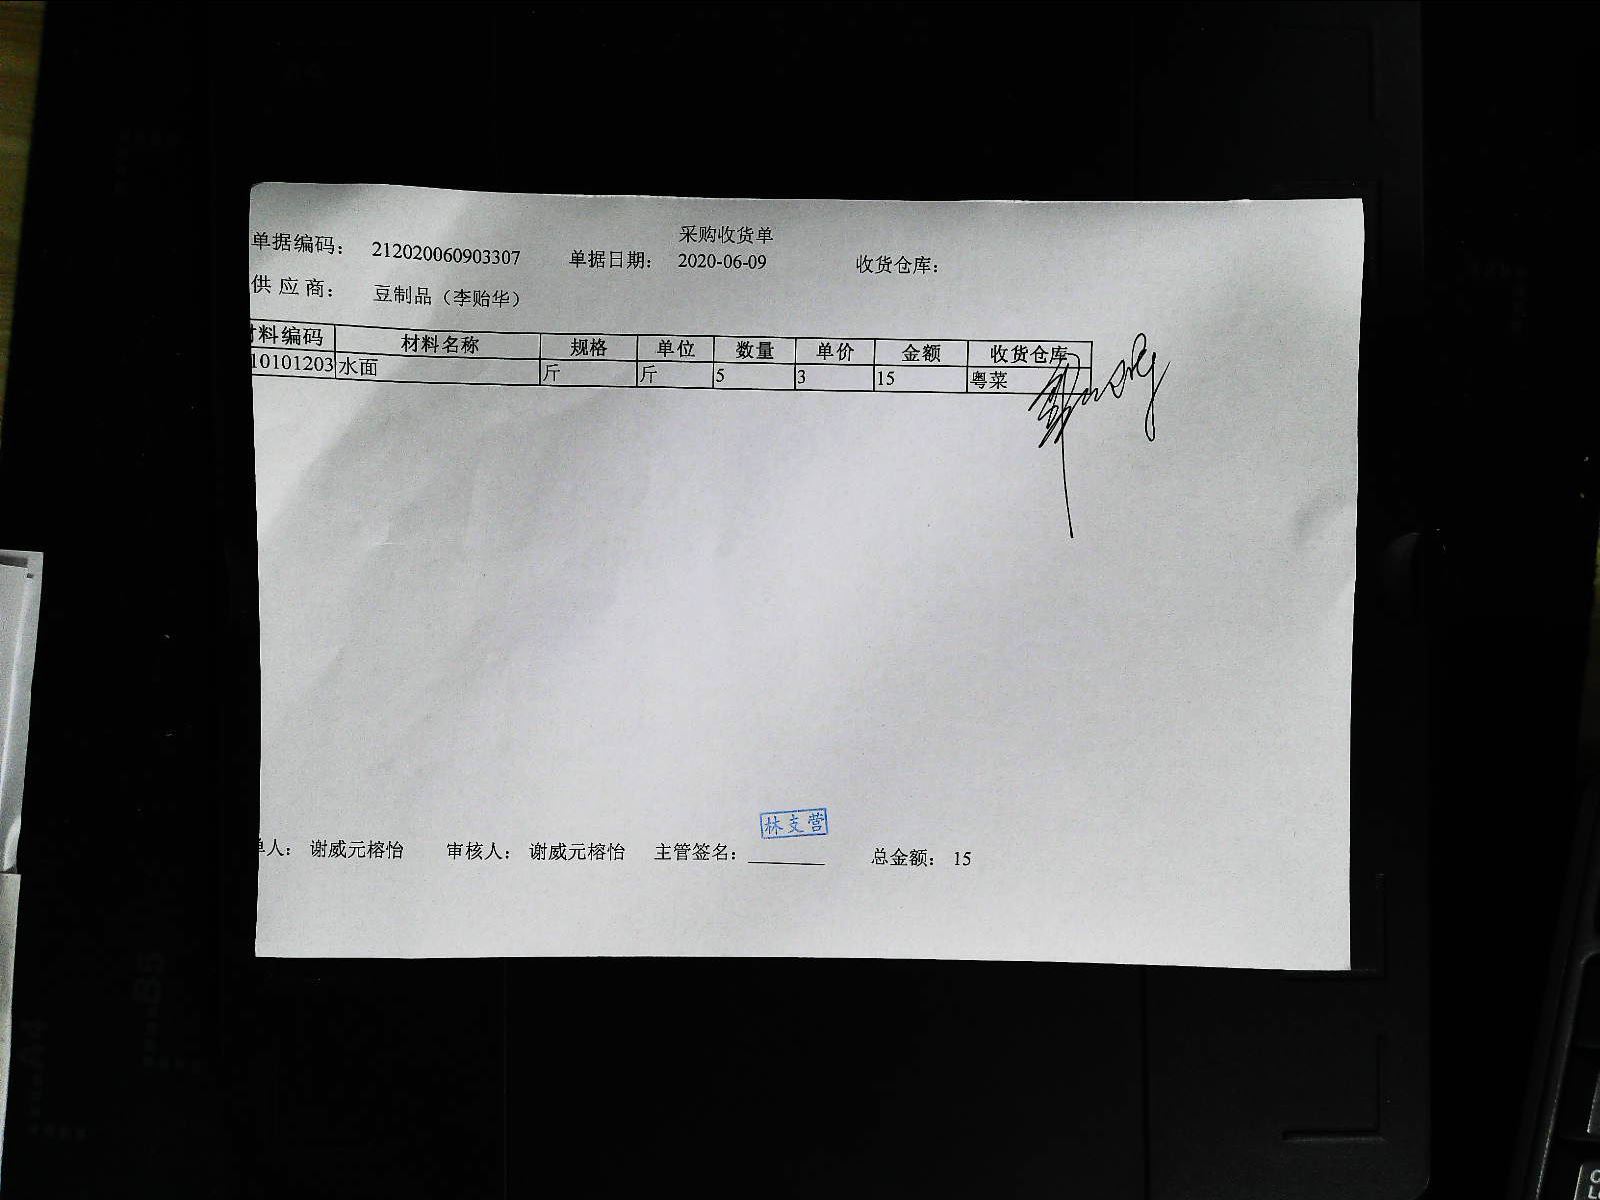 采购收货单
单据编码： 212020060903307 单据日期： 2020-06-09 收货仓库：
供应商： 豆制品（李贻华）
材料编码 材料名称 规格 单位 数量 单价 金额 收货仓库
10101203 水面 斤 斤 5 3 15 粤菜
林支营
单人： 谢威元榕怡 审核人： 谢威元榕怡 主管签名： 总金额： 15
B5
A4